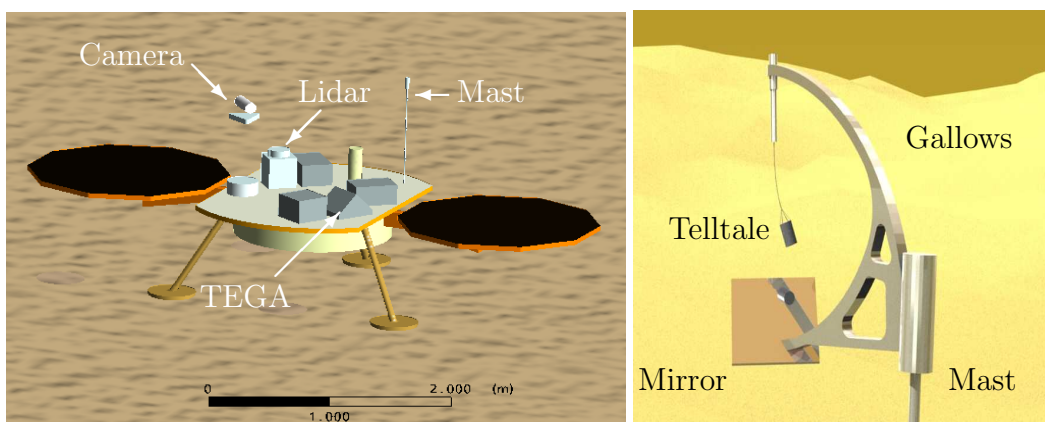 Camera
Lidar
Mast
TEGA
0 2.000 (m)
1.000
Gallows
Telltale
Mirror
Mast